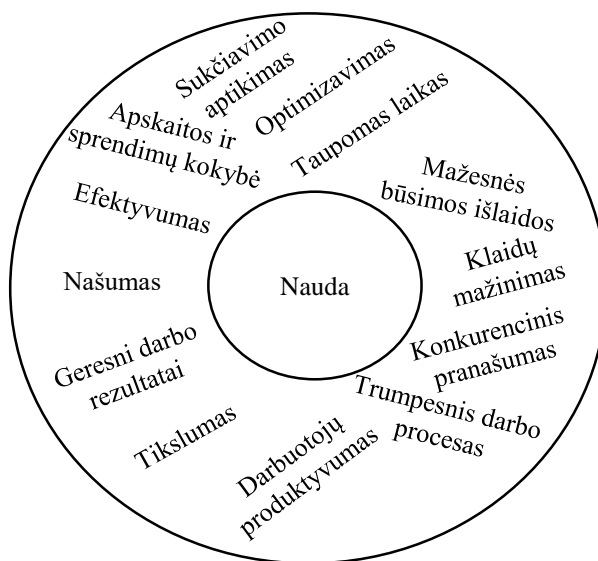 Sukčiavimo
aptikimas
Optimizavimas
Taupomas laikas
Mažesnės
būsimos išlaidos
Klaidų
mažinimas
Konkurencinis
pranašumas
Trumpesnis darbo
procesas
Darbuotojų
produktyvumas
Tikslumas
Geresni darbo
rezultatai
Našumas
Efektyvumas
Apskaitos ir
sprendimų kokybė
Nauda